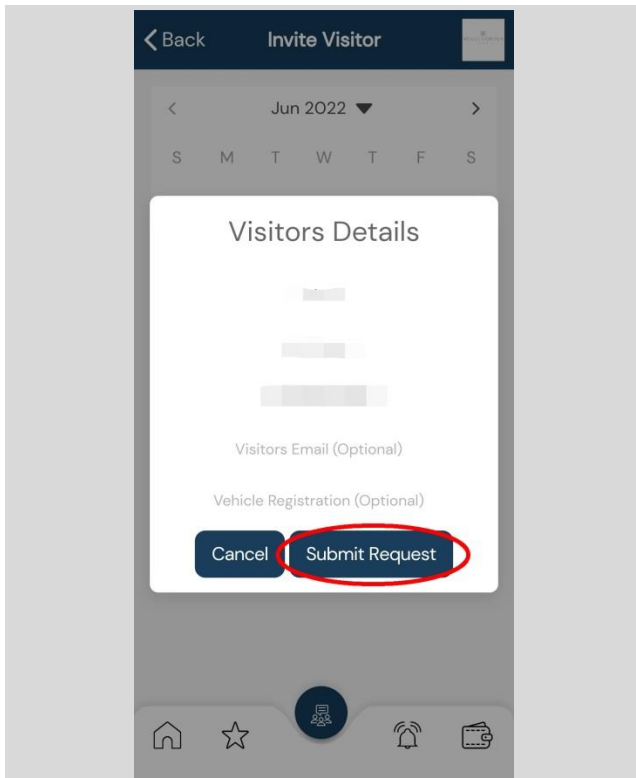 Back Invite Visitor
Jun 2022
S M T W T F S
Visitors Details
Visitors Email (Optional)
Vehicle Registration (Optional)
Cancel Submit Request